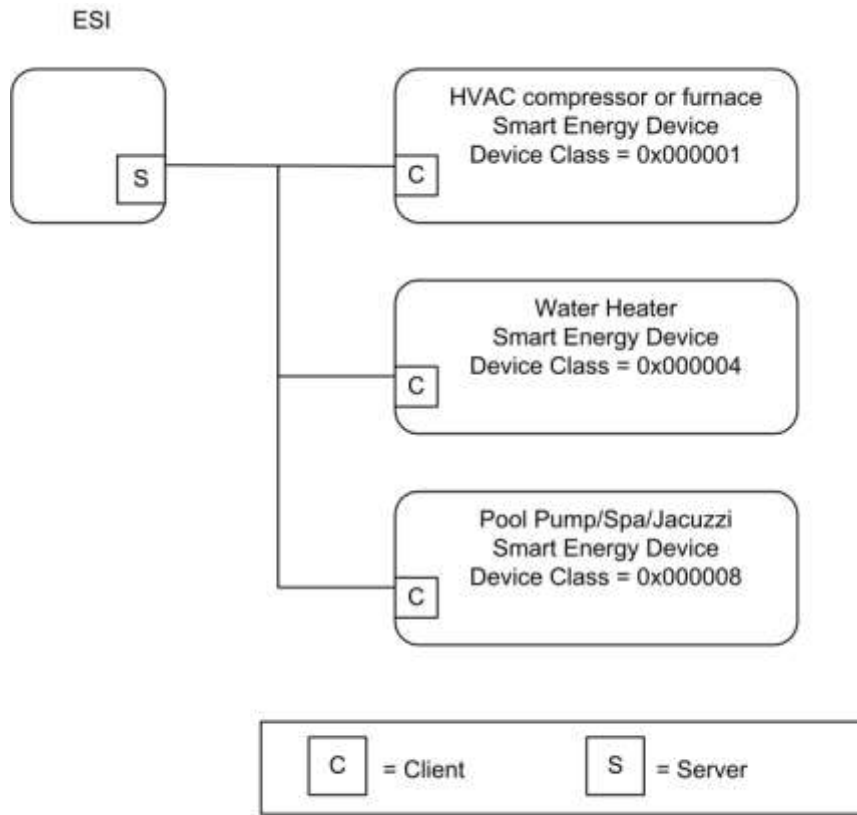 ESI
S
HVAC compressor or furnace
Smart Energy Device
Device Class = 0x000001
C
Water Heater
Smart Energy Device
Device Class = 0x000004
C
Pool Pump/Spa/Jacuzzi
Smart Energy Device
Device Class = 0x000008
C
C = Client S = Server